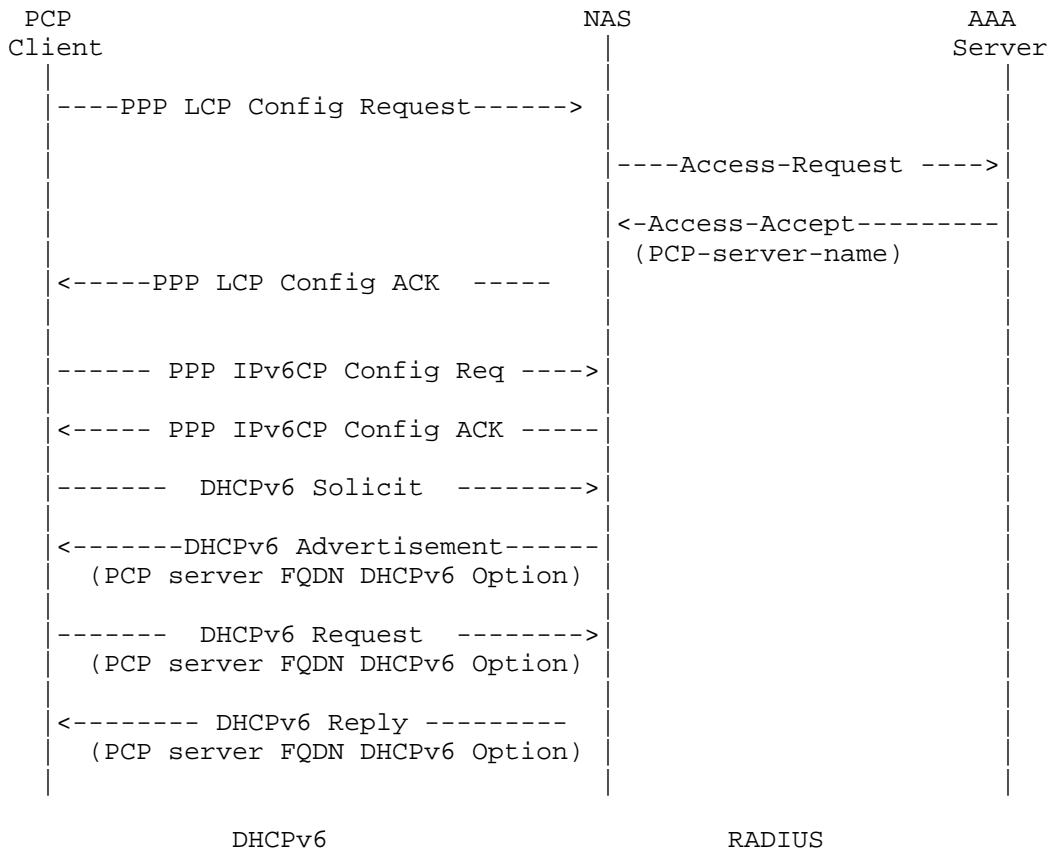 PCP NAS AAA
Client Server
----PPP LCP Config Request------>
----Access-Request ---->
<-Access-Accept---------
(PCP-server-name)
<-----PPP LCP Config ACK -----
------ PPP IPv6CP Config Req ---->
<----- PPP IPv6CP Config ACK -----
------- DHCPv6 Solicit -------->
<-------DHCPv6 Advertisement------
(PCP server FQDN DHCPv6 Option)
------- DHCPv6 Request -------->
(PCP server FQDN DHCPv6 Option)
<-------- DHCPv6 Reply ---------
(PCP server FQDN DHCPv6 Option)
DHCPv6 RADIUS